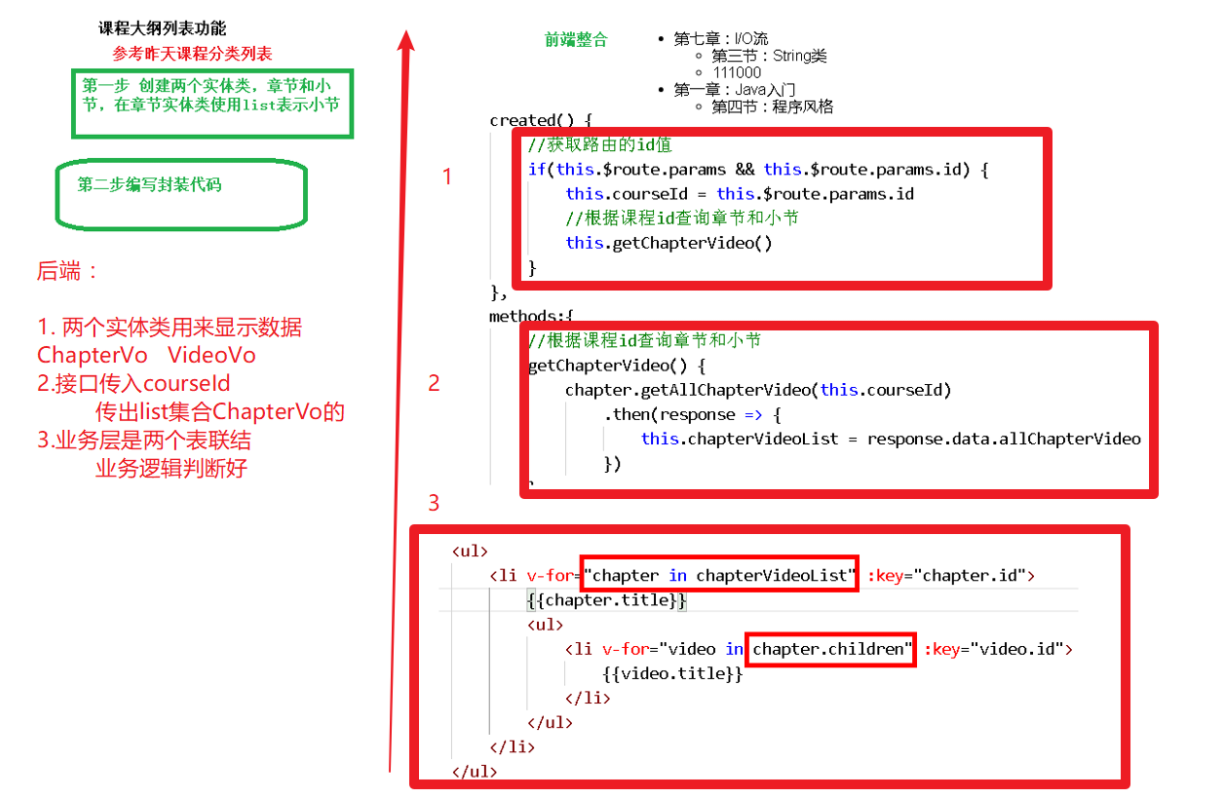 课程大纲列表功能
参考昨天课程分类列表
第一步 创建两个实体类，章节和小
节，在章节实体类使用list表示小节
第二步编写封装代码
后端：
1. 两个实体类用来显示数据
ChapterVo VideoVo
2.接口传入courseId
传出list集合ChapterVo的
3.业务层是两个表联结
业务逻辑判断好
前端整合
• 第七章：I/O流
◦ 第三节：String类
◦ 111000
• 第一章：Java入门
◦ 第四节：程序风格
created() {
1
//获取路由的id值
if(this.$route.params && this.$route.params.id) {
this.courseId = this.$route.params.id
//根据课程id查询章节和小节
this.getChapterVideo()
}
},
methods:{
2
//根据课程id查询章节和小节
getChapterVideo() {
chapter.getAllChapterVideo(this.courseId)
.then(response => {
this.chapterVideoList = response.data.allChapterVideo
})
3
<ul>
<li v-for="chapter in chapterVideoList" :key="chapter.id">
{{chapter.title}}
<ul>
<li v-for="video in chapter.children" :key="video.id">
{{video.title}}
</li>
</ul>
</li>
</ul>